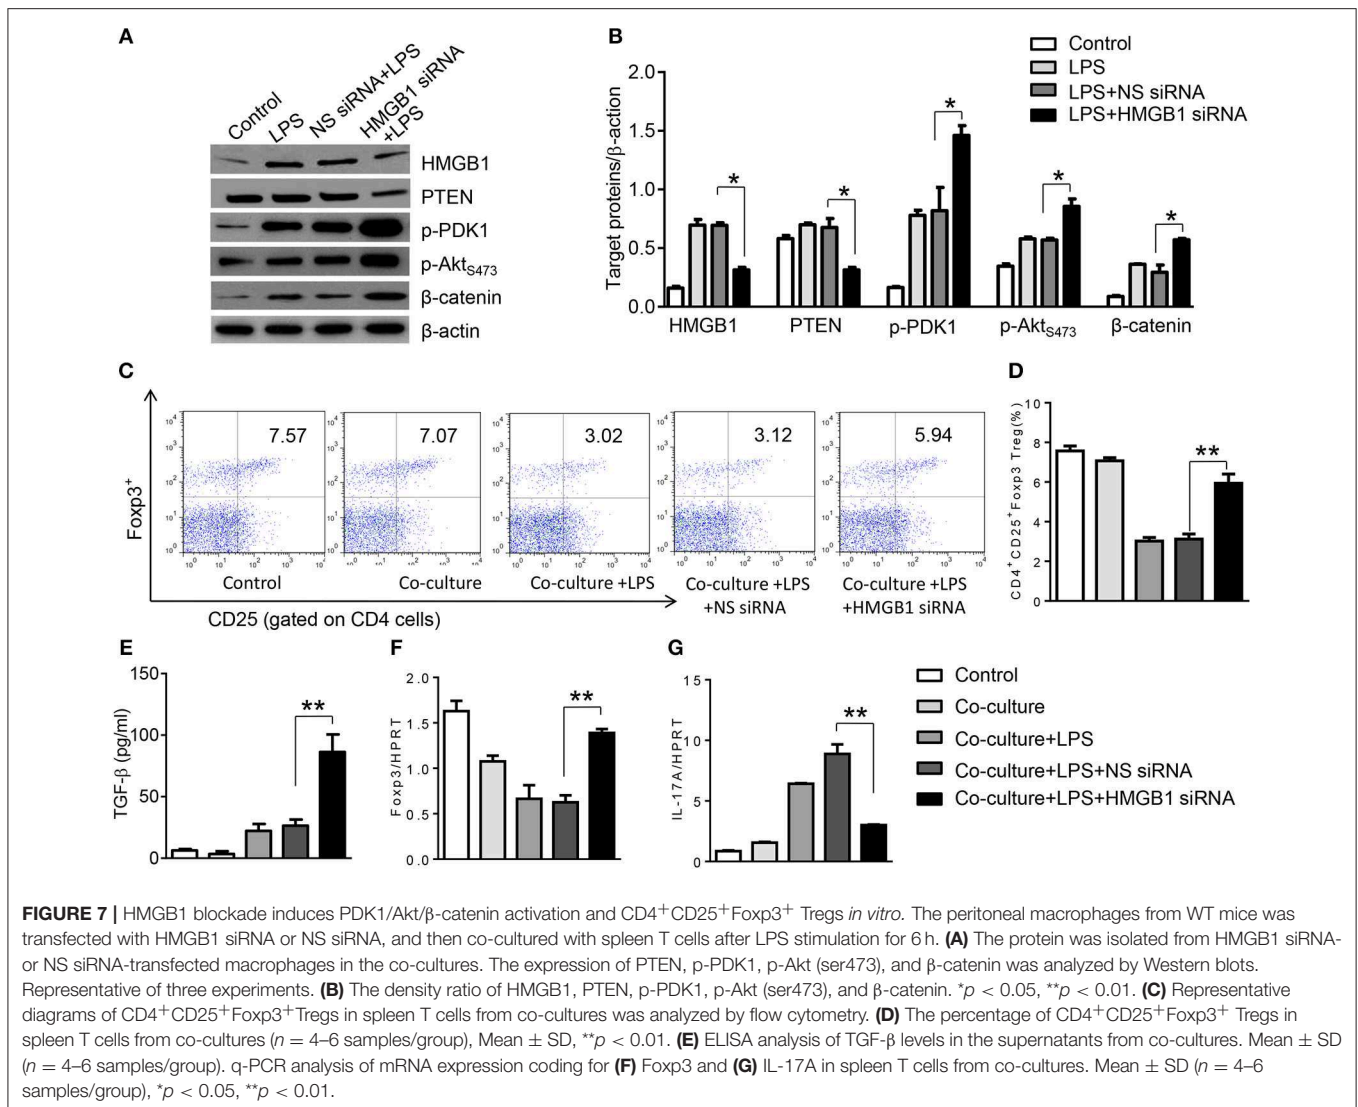 A
Control
LPS
NS siRNA+LPS
HMGB1 siRNA
+LPS
HMGB1
PTEN
p-PDK1
p-AktS473
β-catenin
β-actin
B
Control
LPS
LPS+NS siRNA
LPS+HMGB1 siRNA
Target proteins/β-action
2.0
1.5
1.0
0.5
0.0
*
*
*
*
*
HMGB1 PTEN p-PDK1 p-AktS473 β-catenin
C
Foxp3+
7.57 7.07 3.02 3.12 5.94
Control
Co-culture
Co-culture +LPS
Co-culture +LPS
+NS siRNA
Co-culture +LPS
+HMGB1 siRNA
CD25 (gated on CD4 cells)
D
CD4+CD25+Foxp3 Treg(%)
10
8
6
4
2
0
**
E
TGF-β (pg/ml)
150
100
50
0
**
F
Foxp3/HPRT
2.0
1.5
1.0
0.5
0.0
**
G
IL-17A/HPRT
15
10
5
0
**
Control
Co-culture
Co-culture+LPS
Co-culture+LPS+NS siRNA
Co-culture+LPS+HMGB1 siRNA
FIGURE 7 | HMGB1 blockade induces PDK1/Akt/β-catenin activation and CD4+CD25+Foxp3+ Tregs in vitro. The peritoneal macrophages from WT mice was
transfected with HMGB1 siRNA or NS siRNA, and then co-cultured with spleen T cells after LPS stimulation for 6 h. (A) The protein was isolated from HMGB1 siRNA-
or NS siRNA-transfected macrophages in the co-cultures. The expression of PTEN, p-PDK1, p-Akt (ser473), and β-catenin was analyzed by Western blots.
Representative of three experiments. (B) The density ratio of HMGB1, PTEN, p-PDK1, p-Akt (ser473), and β-catenin. *p < 0.05, **p < 0.01. (C) Representative
diagrams of CD4+CD25+Foxp3+Tregs in spleen T cells from co-cultures was analyzed by flow cytometry. (D) The percentage of CD4+CD25+Foxp3+ Tregs in
spleen T cells from co-cultures (n = 4–6 samples/group), Mean ± SD, **p < 0.01. (E) ELISA analysis of TGF-β levels in the supernatants from co-cultures. Mean ± SD
(n = 4–6 samples/group). q-PCR analysis of mRNA expression coding for (F) Foxp3 and (G) IL-17A in spleen T cells from co-cultures. Mean ± SD (n = 4–6
samples/group), *p < 0.05, **p < 0.01.